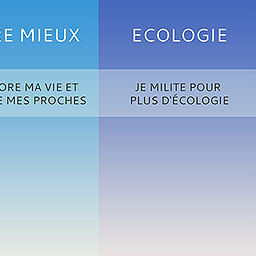 RE MIEUX
ORE MA VIE ET
E MES PROCHES
ECOLOGIE
JE MILITE POUR
PLUS D'ÉCOLOGIE